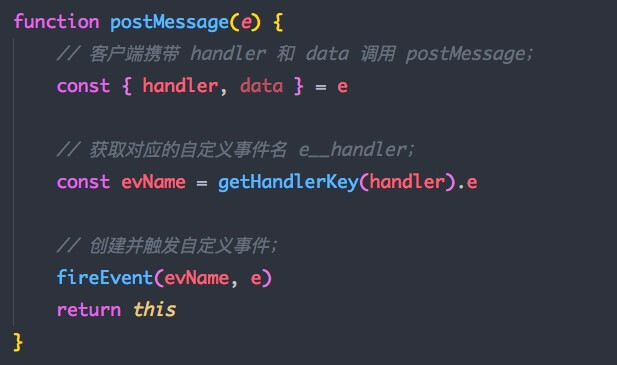 function postMessage(e) {
// 客户端携带 handler 和 data 调用 postMessage；
const { handler, data } = e
// 获取对应的自定义事件名 e__handler；
const evName = getHandlerKey(handler).e
// 创建并触发自定义事件；
fireEvent(evName, e)
return this
}